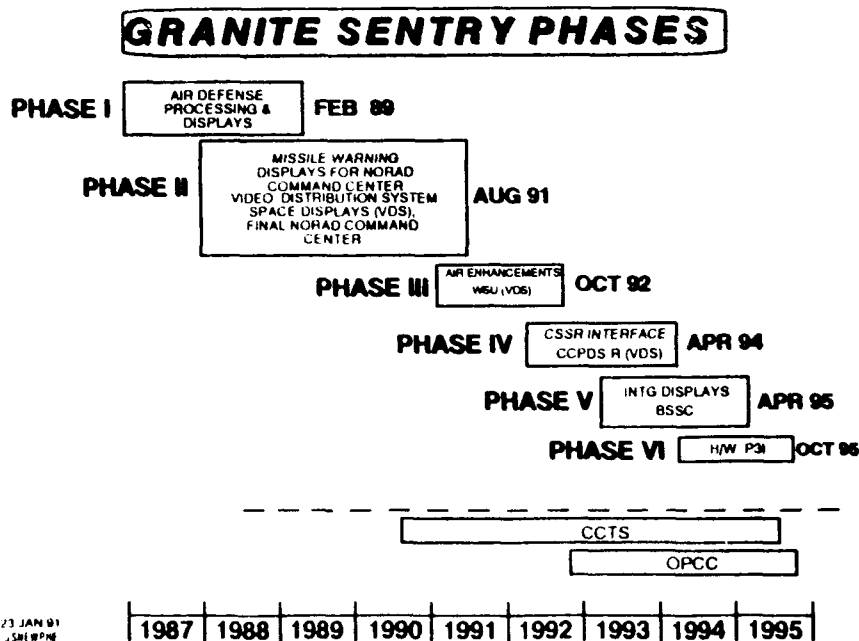 GRANITE SENTRY PHASES
PHASE I
AIR DEFENSE
PROCESSING &
DISPLAYS
FEB 89
PHASE II
MISSILE WARNING
DISPLAYS FOR NORAD
COMMAND CENTER
VIDEO DISTRIBUTION SYSTEM
SPACE DISPLAYS (VDS),
FINAL NORAD COMMAND
CENTER
AUG 91
PHASE III
AIR ENHANCEMENTS
WSU (VDS)
OCT 92
PHASE IV
CSSR INTERFACE
CCPDS R (VDS)
APR 94
PHASE V
INTG DISPLAYS
BSSC
APR 95
PHASE VI
H/W P3I
OCT 95
CCTS
OPCC
23 JAN 91
1987 1988 1989 1990 1991 1992 1993 1994 1995